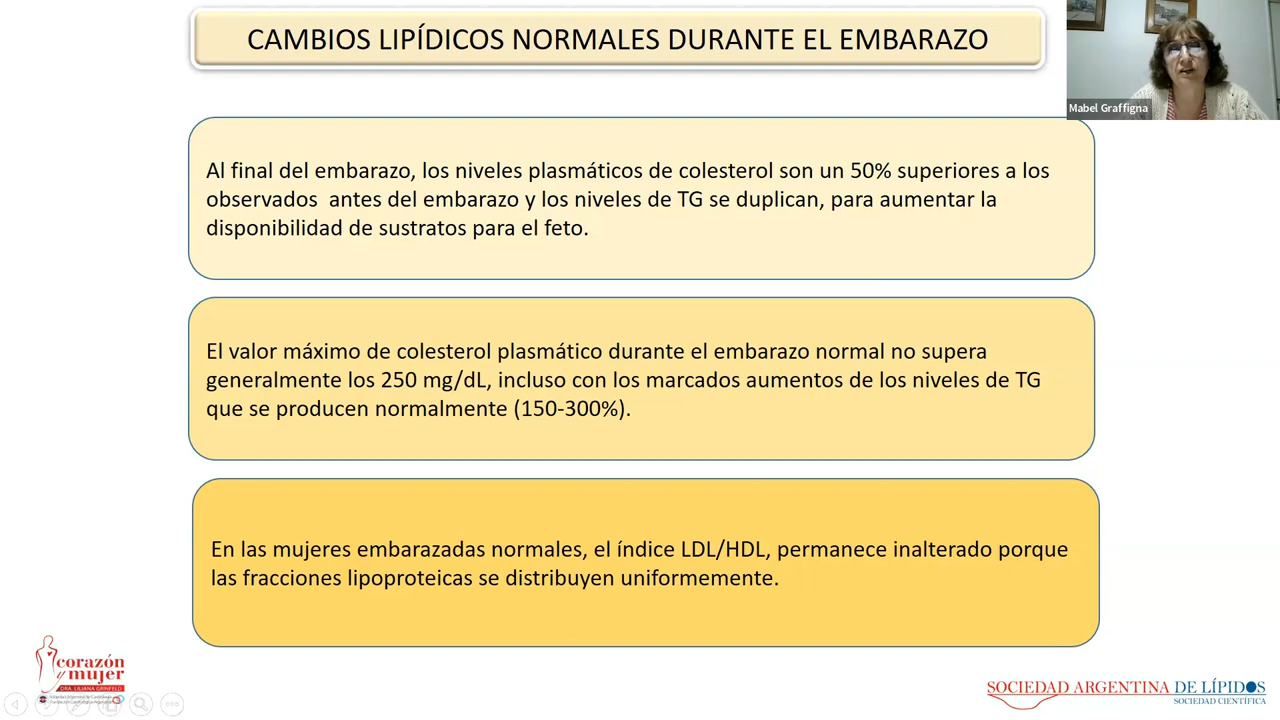 CAMBIOS LIPÍDICOS NORMALES DURANTE EL EMBARAZO
Mabel Graffigna
Al final del embarazo, los niveles plasmáticos de colesterol son un 50% superiores a los
observados antes del embarazo y los niveles de TG se duplican, para aumentar la
disponibilidad de sustratos para el feto.
El valor máximo de colesterol plasmático durante el embarazo normal no supera
generalmente los 250 mg/dL, incluso con los marcados aumentos de los niveles de TG
que se producen normalmente (150-300%).
En las mujeres embarazadas normales, el índice LDL/HDL, permanece inalterado porque
las fracciones lipoproteicas se distribuyen uniformemente.
corazón
y mujer
DRA. LILIANA GRINFELD
SOCIEDAD ARGENTINA DE LÍPIDOS
SOCIEDAD CIENTÍFICA